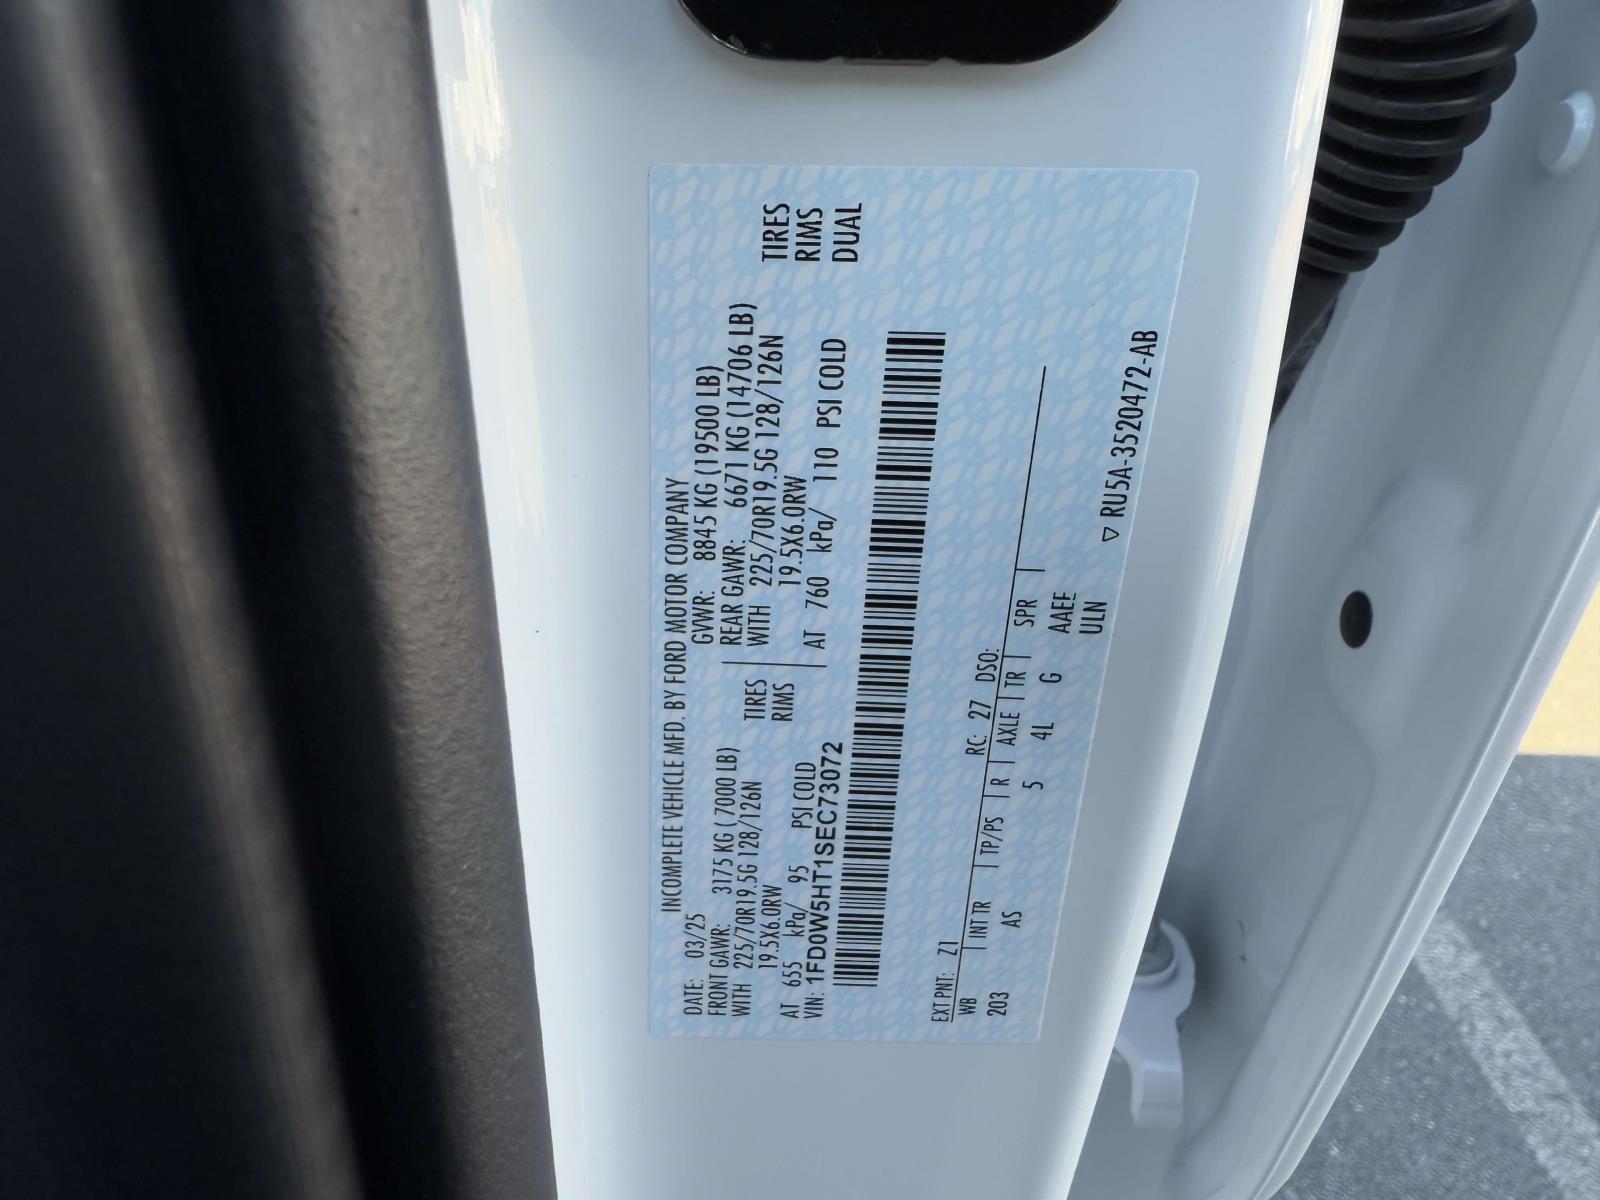 INCOMPLETE VEHICLE MFD. BY FORD MOTOR COMPANY
DATE: 03/25 GVWR: 8845 KG (19500 LB)
FRONT GAWR: 3175 KG ( 7000 LB) REAR GAWR: 6671 KG (14706 LB)
WITH 225/70R19.5G 128/126N TIRES WITH 225/70R19.5G 128/126N TIRES
19.5X6.0RW RIMS 19.5X6.0RW RIMS
AT 655 kPa/ 95 PSI COLD AT 760 kPa/ 110 PSI COLD DUAL
VIN: 1FD0W5HT1SEC73072
EXT PNT: Z1 RC: 27 DSO:
WB INT TR TP/PS R AXLE TR SPR
203 AS 5 4L G AAEE
ULN
▽ RU5A-3520472-AB